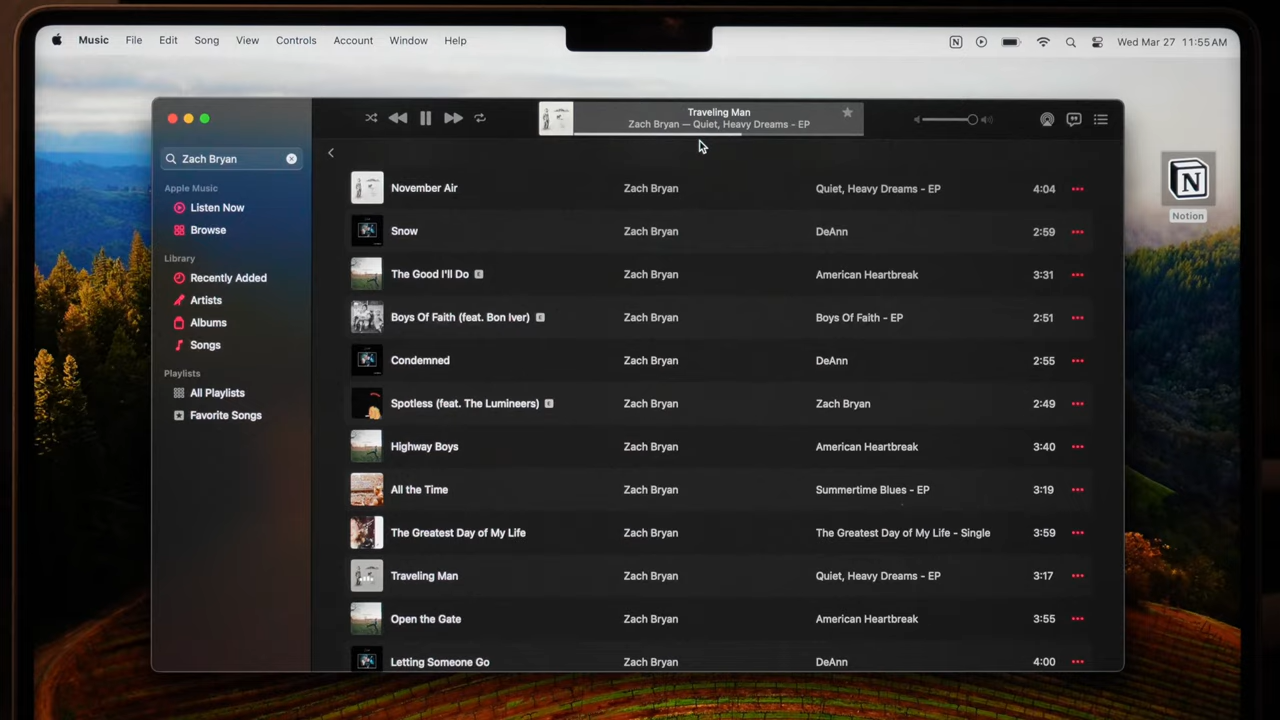 Music File Edit Song View Controls Account Window Help Wed Mar 27 11:55 AM
Traveling Man
Zach Bryan — Quiet, Heavy Dreams - EP
Zach Bryan
Apple Music
Listen Now
Browse
Library
Recently Added
Artists
Albums
Songs
Playlists
All Playlists
Favorite Songs
November Air Zach Bryan Quiet, Heavy Dreams - EP 4:04
Snow Zach Bryan DeAnn 2:59
The Good I'll Do E Zach Bryan American Heartbreak 3:31
Boys Of Faith (feat. Bon Iver) E Zach Bryan Boys Of Faith - EP 2:51
Condemned Zach Bryan DeAnn 2:55
Spotless (feat. The Lumineers) E Zach Bryan Zach Bryan 2:49
Highway Boys Zach Bryan American Heartbreak 3:40
All the Time Zach Bryan Summertime Blues - EP 3:19
The Greatest Day of My Life Zach Bryan The Greatest Day of My Life - Single 3:59
Traveling Man Zach Bryan Quiet, Heavy Dreams - EP 3:17
Open the Gate Zach Bryan American Heartbreak 3:55
Letting Someone Go Zach Bryan DeAnn 4:00
N
Notion